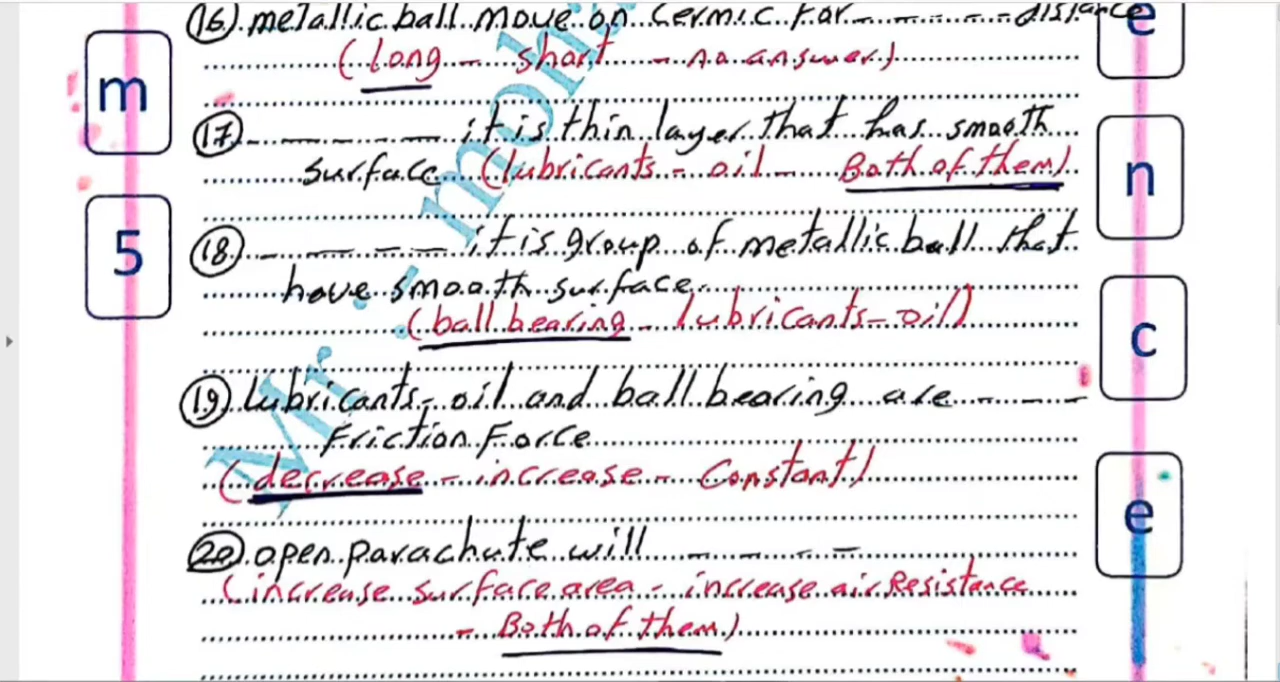 (16) metallic ball move on Cermic for --------- distance
(long - short - no answer)
m
e
(17) --------- it is thin layer that has smooth
surface (lubricants - oil - Both of them)
n
5
(18) --------- it is group of metallic ball that
have smooth surface
(ball bearing - lubricants - oil)
c
(19) Lubricants - oil and ball bearing are ------
Friction Force
(decrease - increase - Constant)
e
(20) open parachute will ---------
(increase surface area - increase air Resistance
- Both of them)
Mr. moh